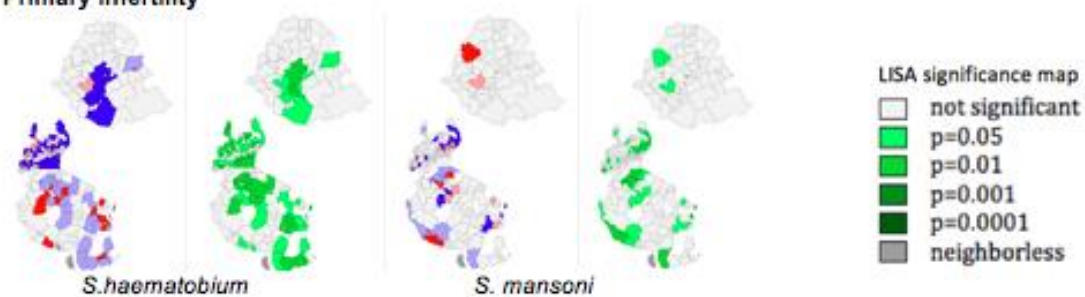 Primary infertility
LISA significance map
not significant
p=0.05
p=0.01
p=0.001
p=0.0001
neighborless
S.haematobium
S. mansoni